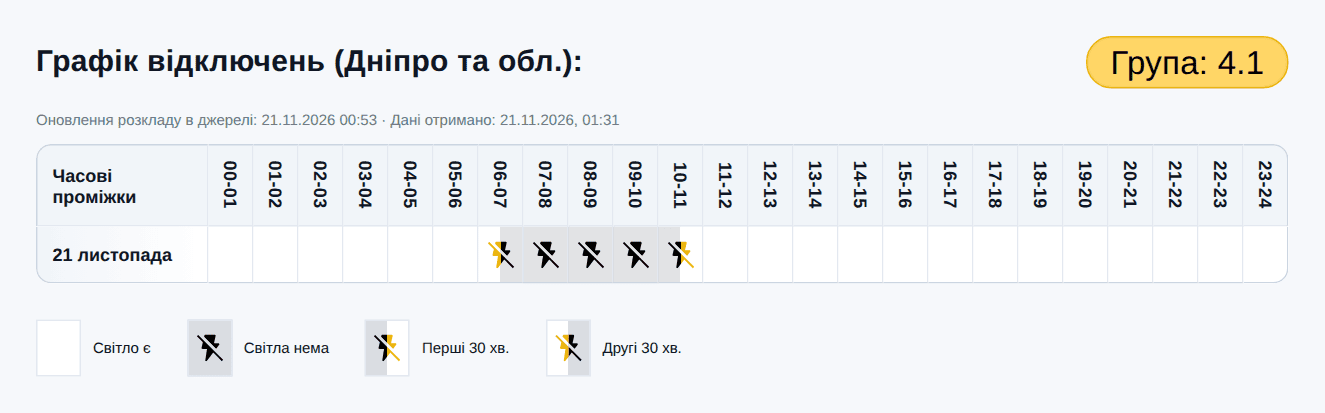 Графік відключень (Дніпро та обл.):
Група: 4.1
Оновлення розкладу в джерелі: 21.11.2026 00:53 · Дані отримано: 21.11.2026, 01:31
Часові
проміжки
00-01
01-02
02-03
03-04
04-05
05-06
06-07
07-08
08-09
09-10
10-11
11-12
12-13
13-14
14-15
15-16
16-17
17-18
18-19
19-20
20-21
21-22
22-23
23-24
21 листопада
Світло є
Світла нема
Перші 30 хв.
Другі 30 хв.